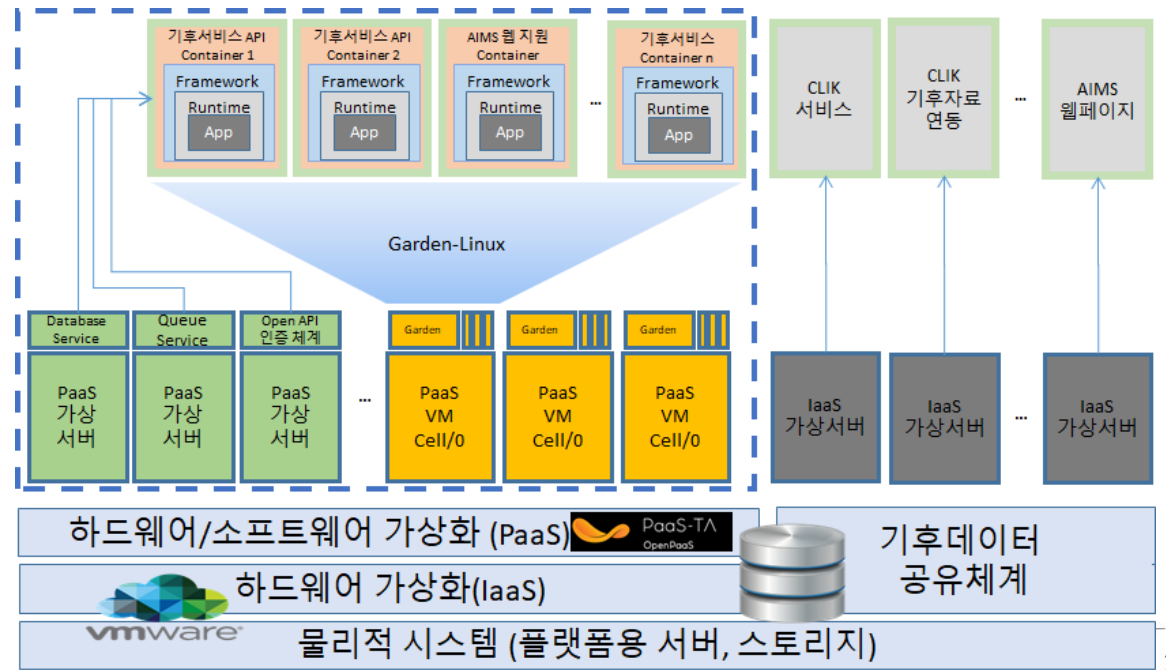 기후서비스 API
Container 1
Framework
Runtime
App
기후서비스 API
Container 2
Framework
Runtime
App
AIMS 웹 지원
Container
Framework
Runtime
App
...
기후서비스
Container n
Framework
Runtime
App
CLIK
서비스
CLIK
기후자료
연동
...
AIMS
웹페이지
Garden-Linux
Database
Service
Queue
Service
Open API
인증 체계
Garden
Garden
Garden
PaaS
가상
서버
PaaS
가상
서버
PaaS
가상
서버
...
PaaS
VM
Cell/0
PaaS
VM
Cell/0
PaaS
VM
Cell/0
IaaS
가상서버
IaaS
가상서버
...
IaaS
가상서버
하드웨어/소프트웨어 가상화 (PaaS)
PaaS-TA
OpenPaaS
기후데이터
공유체계
하드웨어 가상화(IaaS)
vmware
물리적 시스템 (플랫폼용 서버, 스토리지)